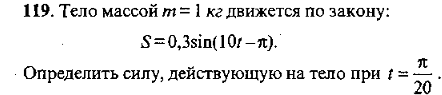 119. Тело массой m = 1 кг движется по закону:
S=0,3sin(10t–π).
Определить силу, действующую на тело при t = π/20 .